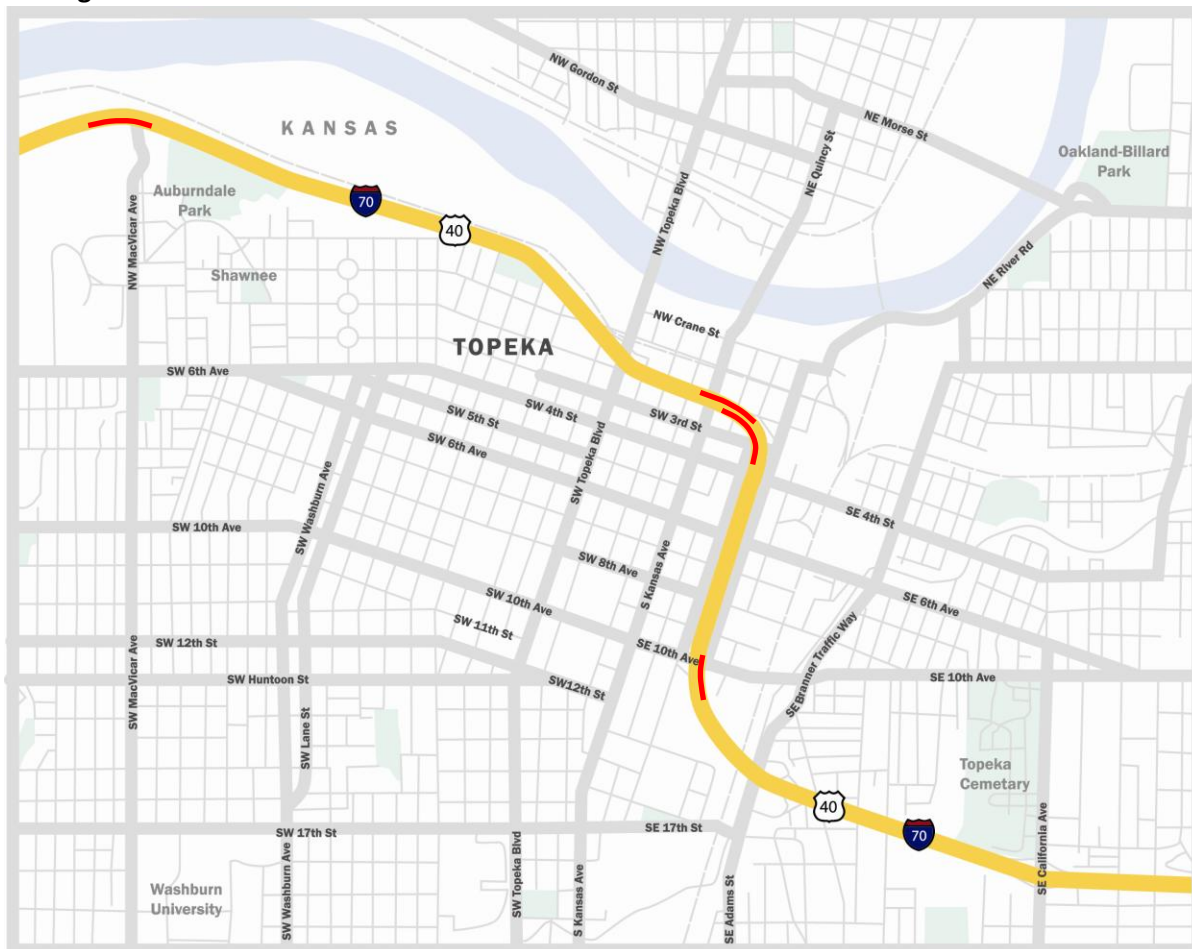 NW Gordon St
NE Morse St
KANSAS
NE Quincy St
Oakland-Billard
Park
Auburndale
Park
70
40
NW Topeka Blvd
NW MacVicar Ave
Shawnee
NE River Rd
NW Crane St
TOPEKA
SW 6th Ave
SW 3rd St
SW 4th St
SW 5th St
SW 6th Ave
SW Topeka Blvd
SW Washburn Ave
SE 4th St
SW 10th Ave
SW 8th Ave
S Kansas Ave
SW 10th Ave
SE 6th Ave
SW 11th St
SE 10th Ave
SE Branner Traffic Way
SW 12th St
SW Huntoon St
SW12th St
SE 10th Ave
SW MacVicar Ave
SW Lane St
Topeka
Cemetary
40
70
SW 17th St
SE 17th St
SE Callfornia Ave
SW Washburn Ave
SW Topeka Blvd
S Kansas Ave
SE Adams St
Washburn
University